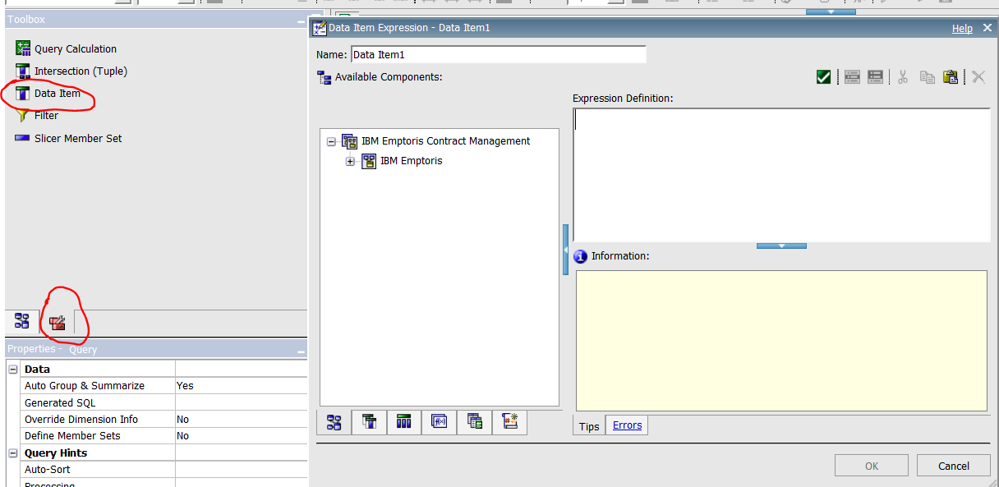 Toolbox
Query Calculation
Intersection (Tuple)
Data Item
Filter
Slicer Member Set
Properties - Query
Data
Auto Group & Summarize Yes
Generated SQL
Override Dimension Info No
Define Member Sets No
Query Hints
Auto-Sort
Processing
Data Item Expression - Data Item1 Help
Name: Data Item1
Available Components:
Expression Definition:
IBM Emptoris Contract Management
IBM Emptoris
Information:
Tips Errors
OK Cancel